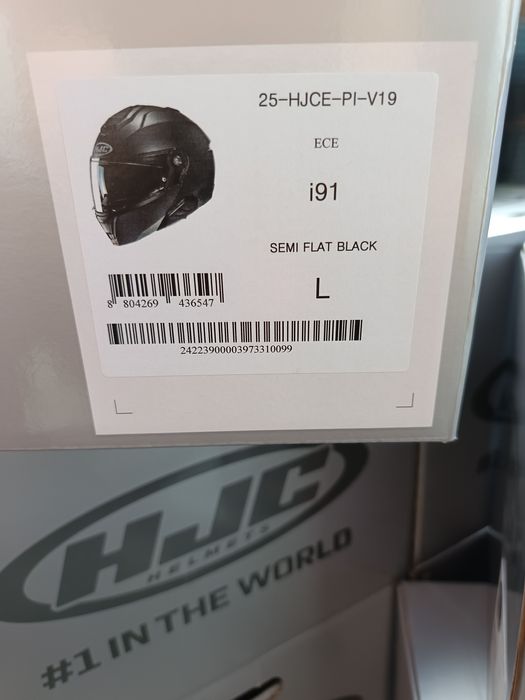 25-HJCE-PI-V19
ECE
i91
SEMI FLAT BLACK
HJC
L
8 804269 436547
24223900003973310099
HJC
HELMETS
#1 IN THE WORLD